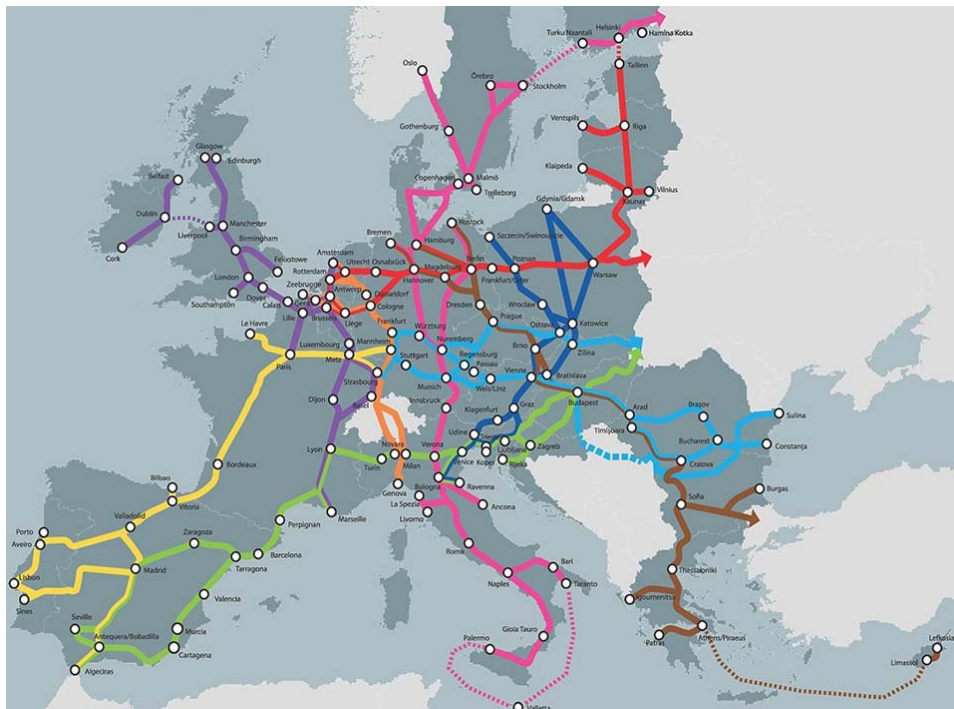 Helsinki
Turku Naantali
Hamina Kotka
Oslo
Örebro
Stockholm
Tallinn
Gothenburg
Ventspils
Riga
Glasgow
Edinburgh
Klaipeda
Belfast
Copenhagen
Malmö
Trelleborg
Vilnius
Kaunas
Gdynia/Gdansk
Dublin
Manchester
Liverpool
Rostock
Bremen
Hamburg
Szczecin/Swinoujscie
Birmingham
Cork
Felixstowe
Amsterdam
Utrecht
Osnabrück
Berlin
Poznan
Warsaw
London
Rotterdam
Magdeburg
Hannover
Frankfurt/Oder
Zeebrugge
Antwerp
Düsseldorf
Southampton
Dover
Calais
Cologne
Dresden
Wroclaw
Lille
Brussels
Liege
Prague
Frankfurt
Ostrava
Katowice
Le Havre
Würzburg
Luxembourg
Mannheim
Nuremberg
Brno
Zilina
Paris
Metz
Stuttgart
Regensburg
Passau
Strasbourg
Munich
Wels/Linz
Vienna
Bratislava
Dijon
Basel
Innsbruck
Klagenfurt
Graz
Budapest
Arad
Braşov
Sulina
Timişoara
Udine
Lyon
Novara
Verona
Ljubljana
Zagreb
Bucharest
Constanţa
Turin
Milan
Venice
Koper
Rijeka
Craiova
Bordeaux
Bologna
Bilbao
Genova
Ravenna
Sofia
Burgas
La Spezia
Vitoria
Ancona
Livorno
Marseille
Valladolid
Perpignan
Porto
Zaragoza
Aveiro
Rome
Barcelona
Madrid
Tarragona
Bari
Thessaloniki
Lisbon
Naples
Taranto
Sines
Valencia
Igoumenitsa
Seville
Murcia
Gioia Tauro
Antequera/Bobadilla
Palermo
Patras
Athens/Piraeus
Lefkosia
Cartagena
Limassol
Algeciras
Valletta